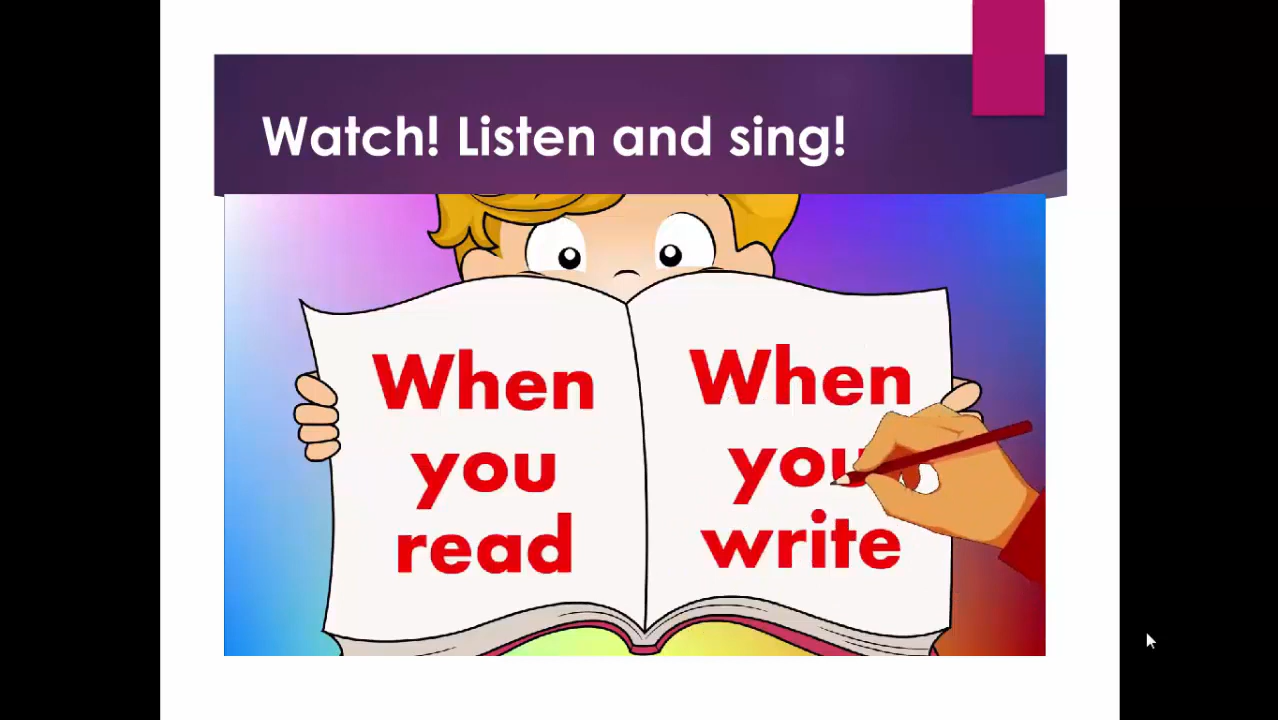 Watch! Listen and sing!
When
you
read
When
you
write